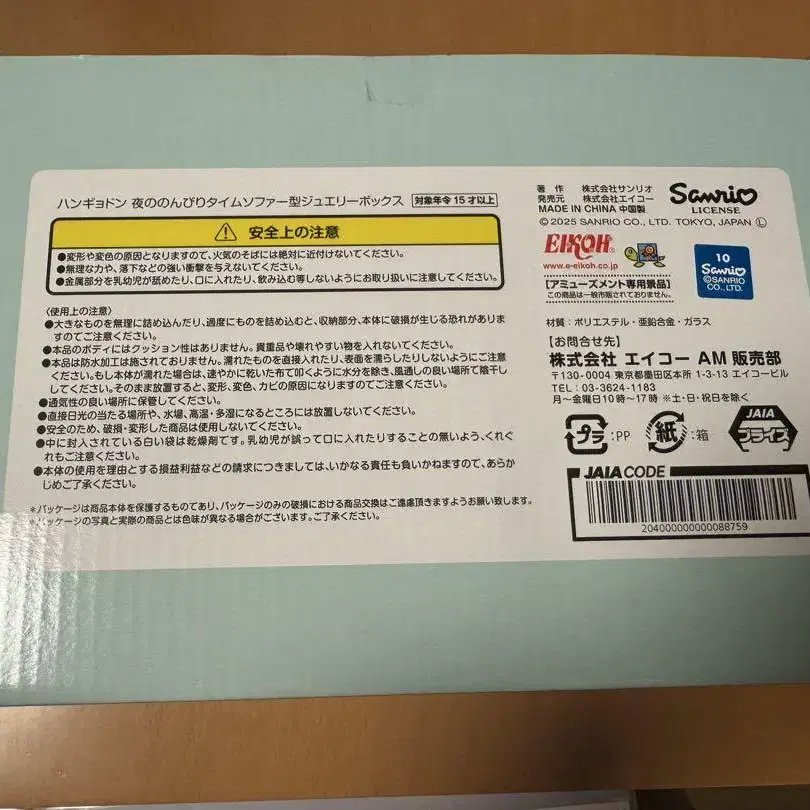 ハンギョドン 夜ののんびりタイムソファー型ジュエリーボックス 対象年令15才以上
安全上の注意
●変形や変色の原因となりますので、火気のそばには絶対に近付けないでください。
●無理な力や、落下などの強い衝撃を与えないでください。
●金属部分を乳幼児が舐めたり、口に入れたり、飲み込む等しないようにお取り扱いに注意してください。
〈使用上の注意〉
●大きなものを無理に詰め込んだり、過度にものを詰め込むと、収納部分、本体に破損が生じる恐れがありま
すのでご注意ください。
●本品のボディにはクッション性はありません。貴重品や壊れやすい物を入れないでください。
●本品は防水加工は施されておりません。濡れたものを直接入れたり、表面を濡らしたりしないようにご注意
ください。もし本体が濡れた場合は、速やかに乾いた布で叩くように水分を除き、風通しの良い場所で陰干し
してください。そのまま放置すると、変形、変色、カビの原因になりますのでご注意ください。
●通気性の良い場所に保管してください。
●直接日光の当たる場所や、水場、高温・多湿になるところには放置しないでください。
●安全のため、破損・変形した商品は使用しないでください。
●中に封入されている白い袋は乾燥剤です。乳幼児が誤って口に入れたりすることの無いよう、くれぐ
れもご注意ください。
●本体の使用を理由とする損益利益などの請求につきましては、いかなる責任も負いかねますので、あらか
じめご了承ください。
*パッケージは商品本体を保護するものであり、パッケージのみの破損における商品交換はご遠慮頂きますようお願い致します。
*パッケージの写真と実際の商品とは色味が異なる場合がございます。ご了承ください。
著作 株式会社サンリオ
発売元 株式会社エイコー
MADE IN CHINA 中国製
Sanrio
LICENSE
©2025 SANRIO CO., LTD. TOKYO, JAPAN Ⓛ
EIKOH®
www.e-eikoh.co.jp
【アミューズメント専用景品】
この商品は一般市販されておりません。
10
Sanrio
©SANRIO
CO.,LTD.
材質:ポリエステル・亜鉛合金・ガラス
【お問合せ先】
株式会社 エイコー AM販売部
〒130-0004 東京都墨田区本所 1-3-13 エイコービル
TEL:03-3624-1183
月〜金曜日10時〜17時 ※土・日・祝日を除く
プラ :PP
紙 :箱
JAIA
プライズ
JAIA CODE
2040000000088759